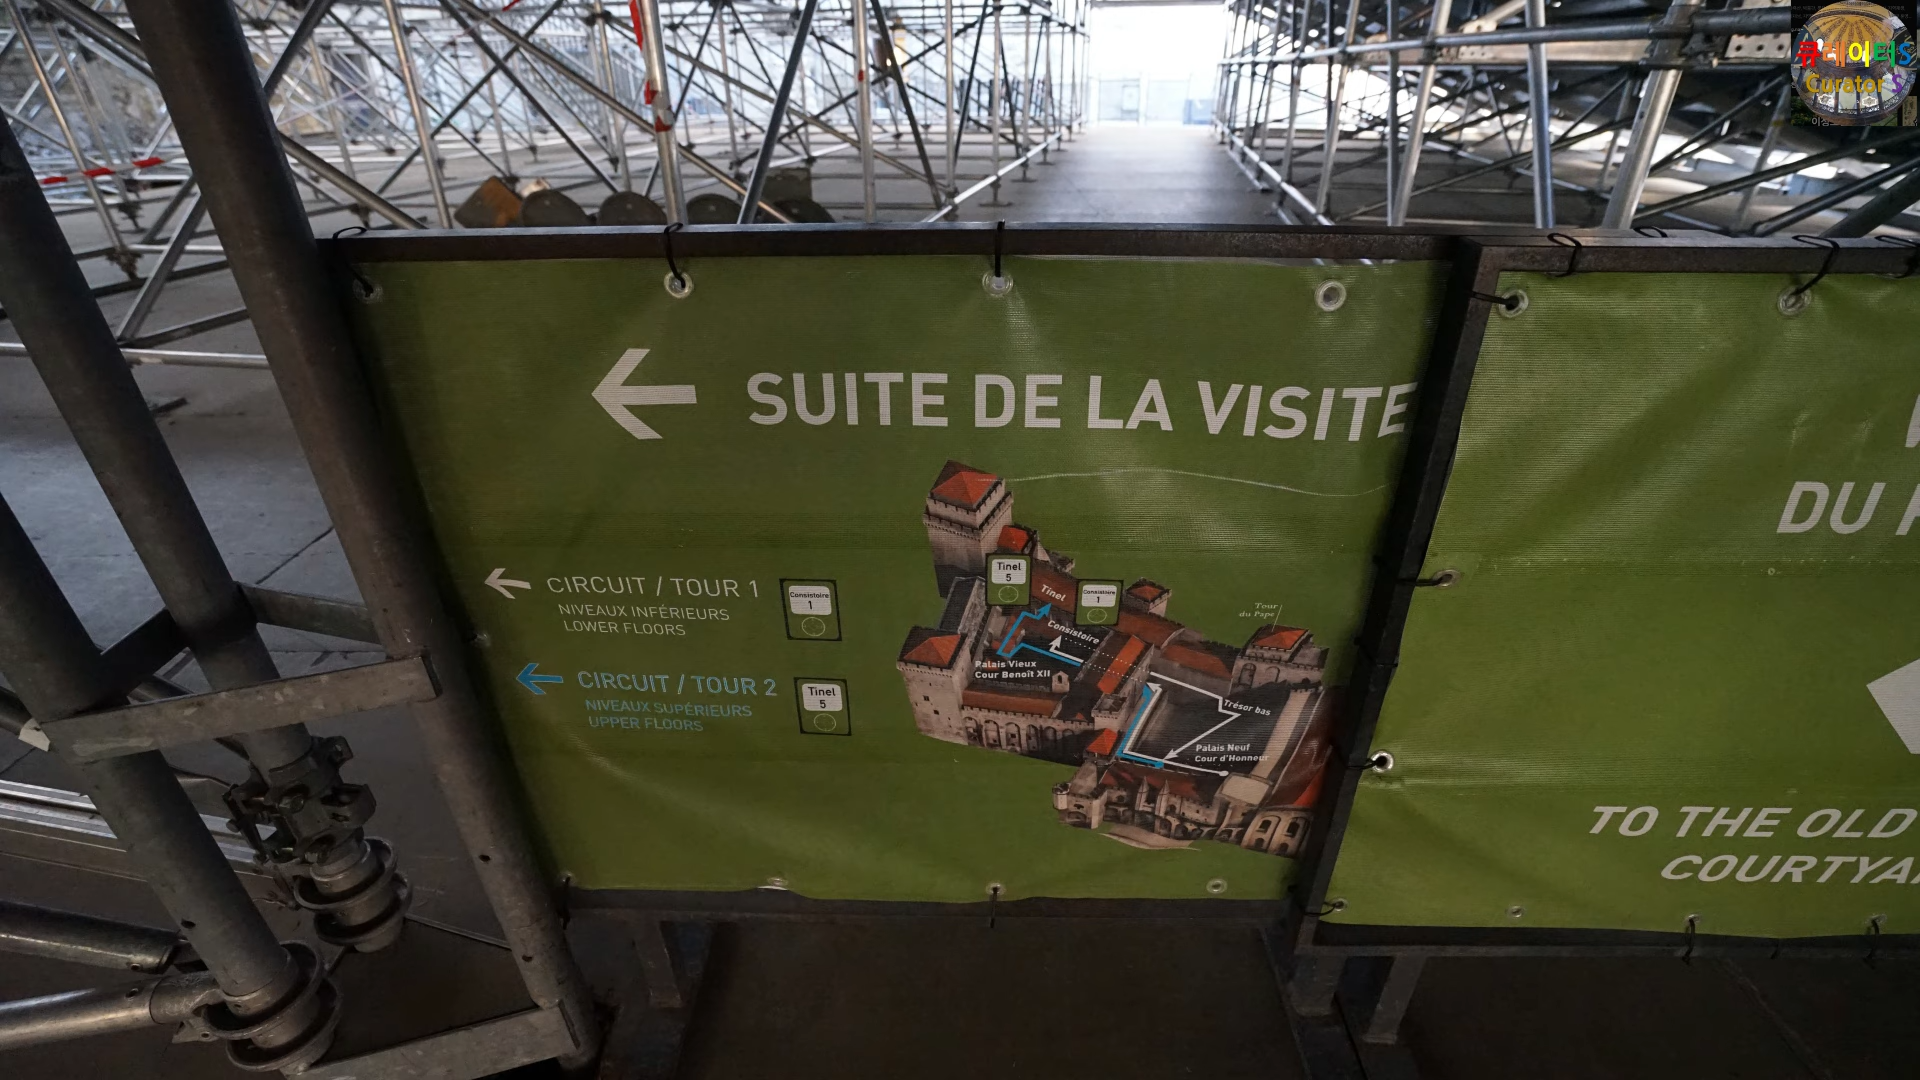 ← SUITE DE LA VISITE
← CIRCUIT / TOUR 1
NIVEAUX INFÉRIEURS
LOWER FLOORS
Consistoire
1
← CIRCUIT / TOUR 2
NIVEAUX SUPÉRIEURS
UPPER FLOORS
Tinel
5
Tinel
5
Tinel
Consistoire
1
Consistoire
Tour
du Pape
Palais Vieux
Cour Benoît XII
Trésor bas
Palais Neuf
Cour d'Honneur
DU
TO THE OLD
COURTYA
큐레이터S
Curator'S